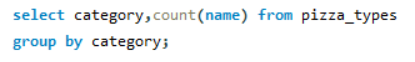 select category,count(name) from pizza_types
group by category;